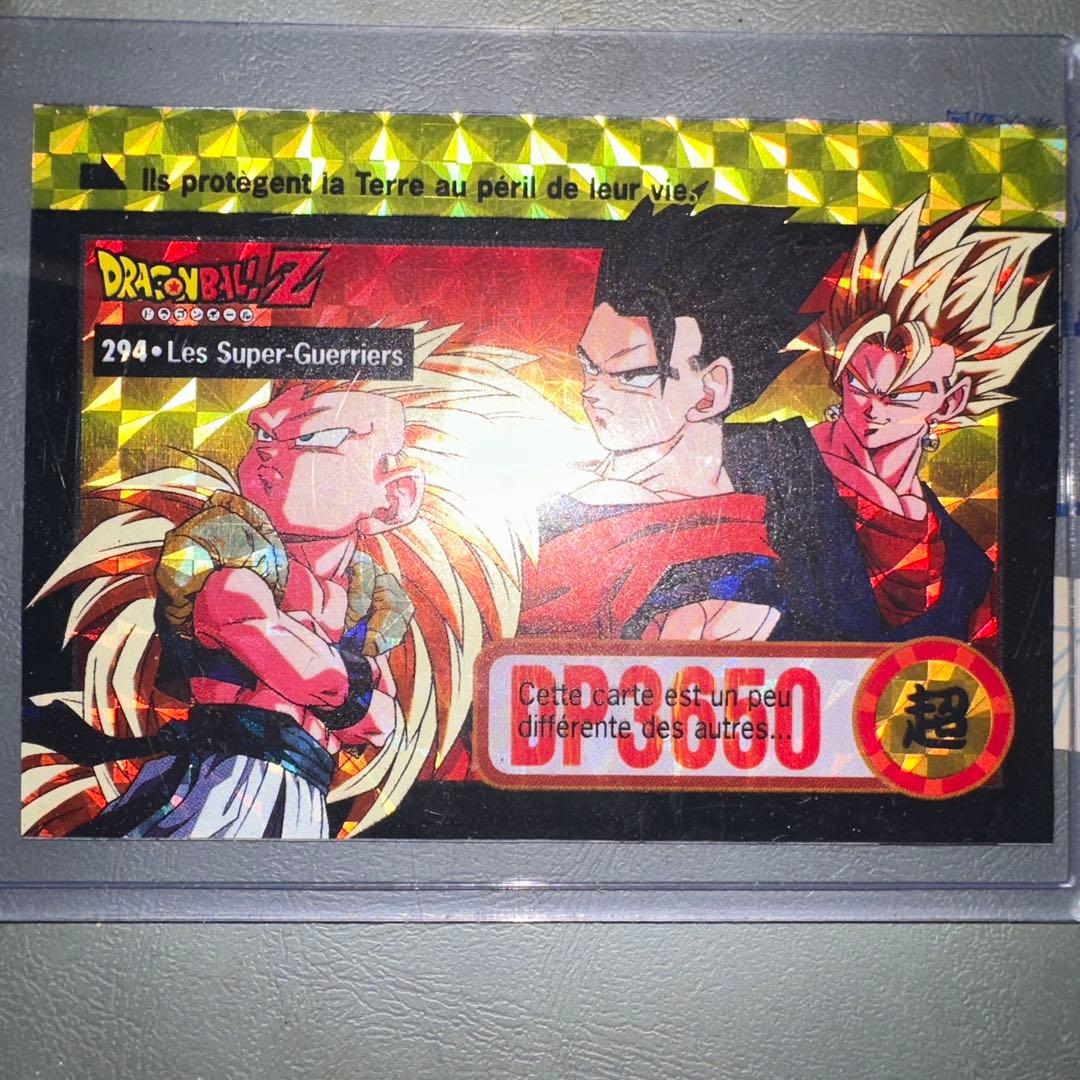 Ils protègent la Terre au péril de leur vie.
DRAGON BALL Z
ドラゴンボール
294• Les Super-Guerriers
BP3650
Cette carte est un peu
différente des autres...
超